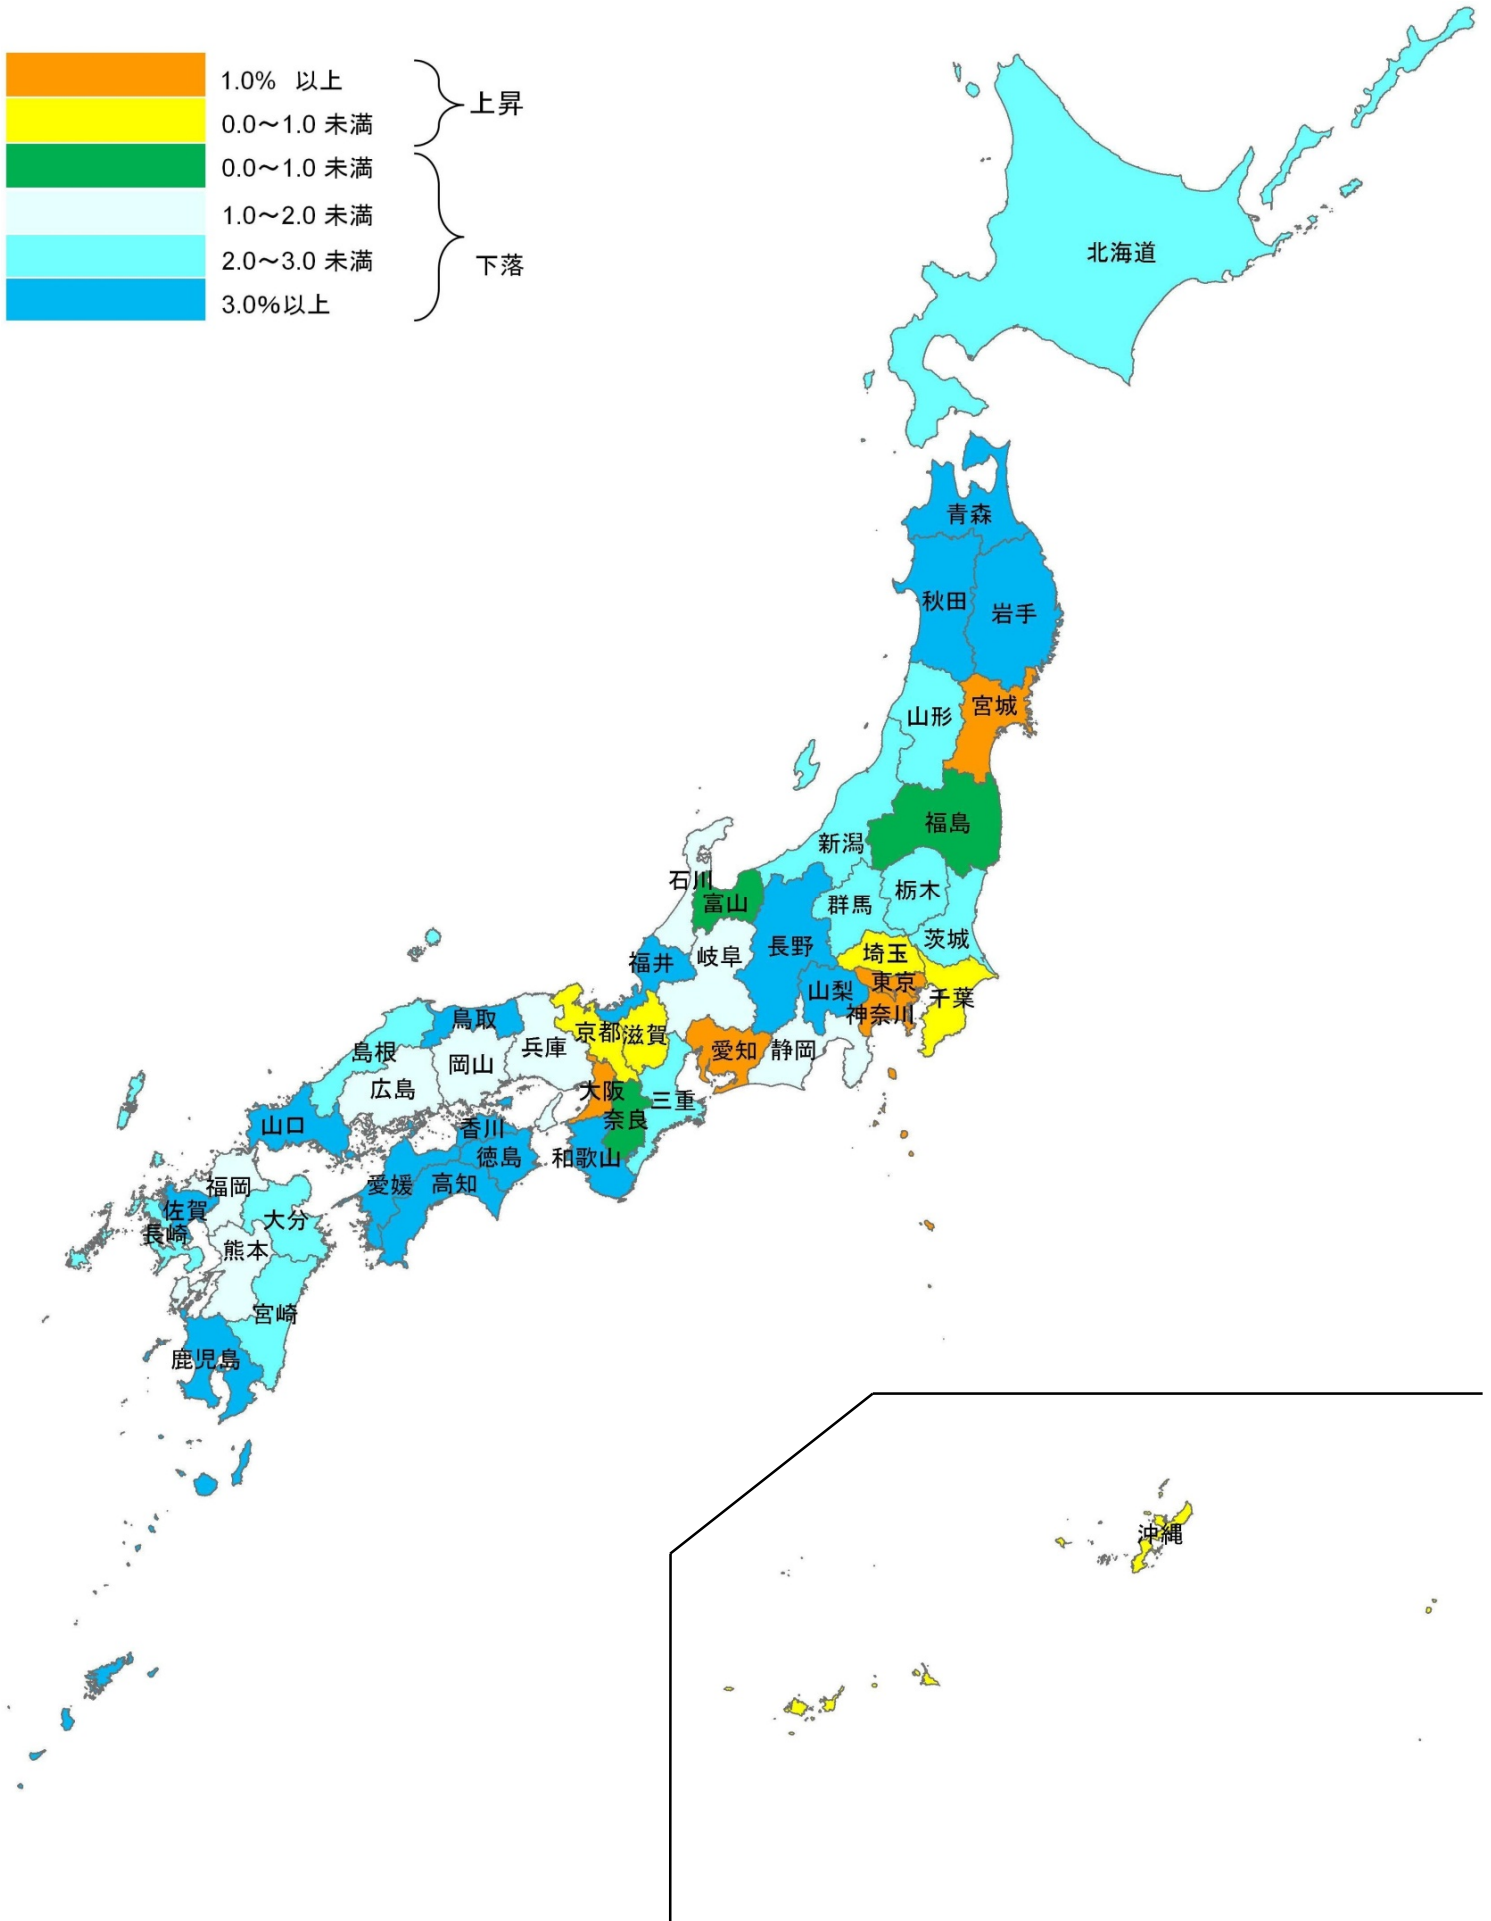 1.0% 以上
0.0～1.0 未満
上昇
0.0～1.0 未満
1.0～2.0 未満
2.0～3.0 未満
3.0%以上
下落
北海道
青森
秋田
岩手
宮城
山形
福島
新潟
栃木
群馬
茨城
石川
富山
長野
埼玉
岐阜
福井
東京
山梨
千葉
神奈川
鳥取
京都
滋賀
愛知
静岡
兵庫
島根
岡山
広島
大阪
三重
奈良
山口
香川
徳島
和歌山
愛媛
高知
福岡
佐賀
大分
長崎
熊本
宮崎
鹿児島
沖縄